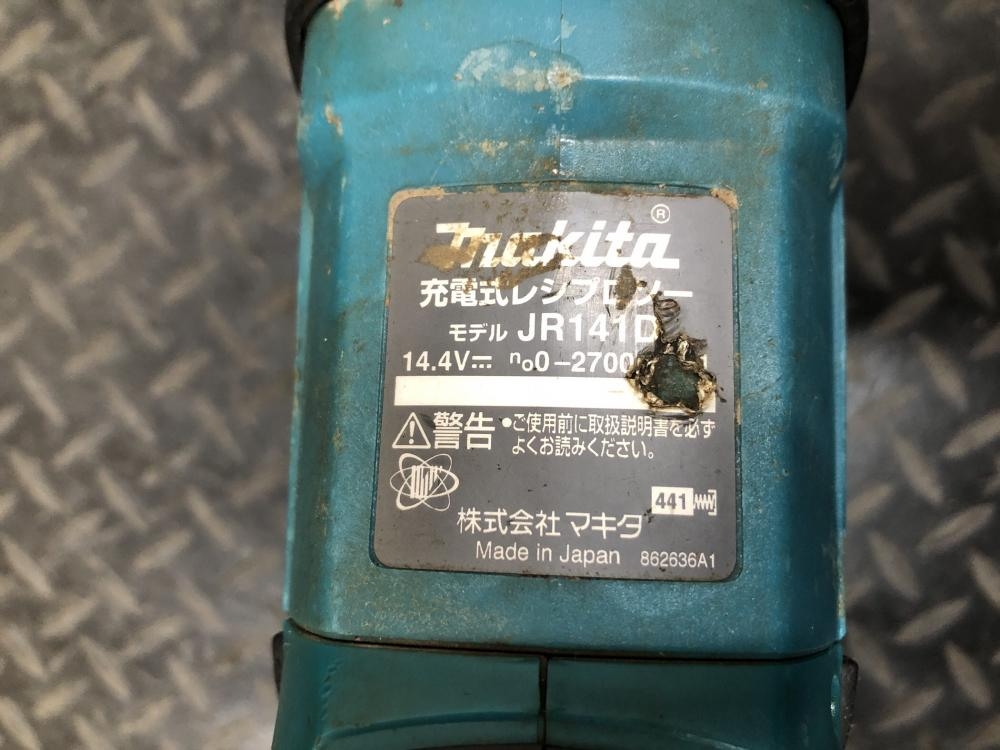 makita®
充電式レシプロソー
モデル JR141D
14.4V⎓ n₀0-2700
警告 •ご使用前に取扱説明書を必ず
よくお読みください。
441
株式会社 マキタ
Made in Japan 862636A1